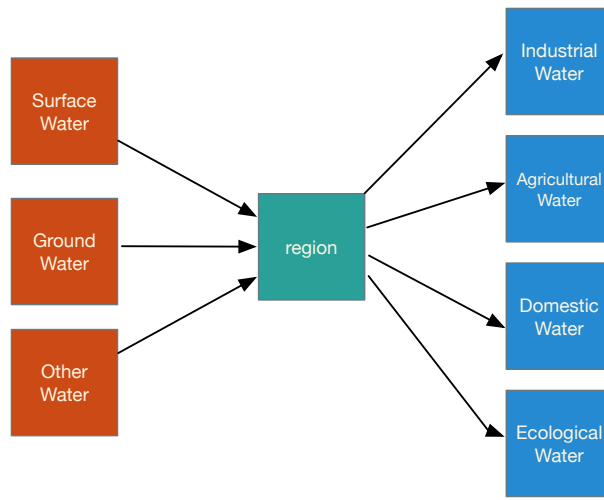 Surface
Water
Ground
Water
Other
Water
region
Industrial
Water
Agricultural
Water
Domestic
Water
Ecological
Water